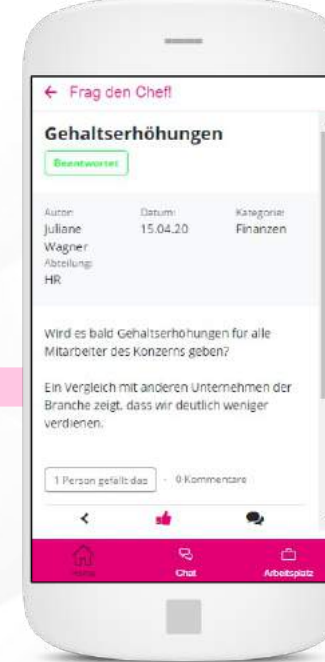 ← Frag den Chef!
Gehaltserhöhungen
Beantwortet
Autor: Datum: Kategorie:
Juliane 15.04.20 Finanzen
Wagner
Abteilung:
HR
Wird es bald Gehaltserhöhungen für alle
Mitarbeiter des Konzerns geben?
Ein Vergleich mit anderen Unternehmen der
Branche zeigt, dass wir deutlich weniger
verdienen.
1 Person gefällt das · 0 Kommentare
Home Chat Arbeitsplatz